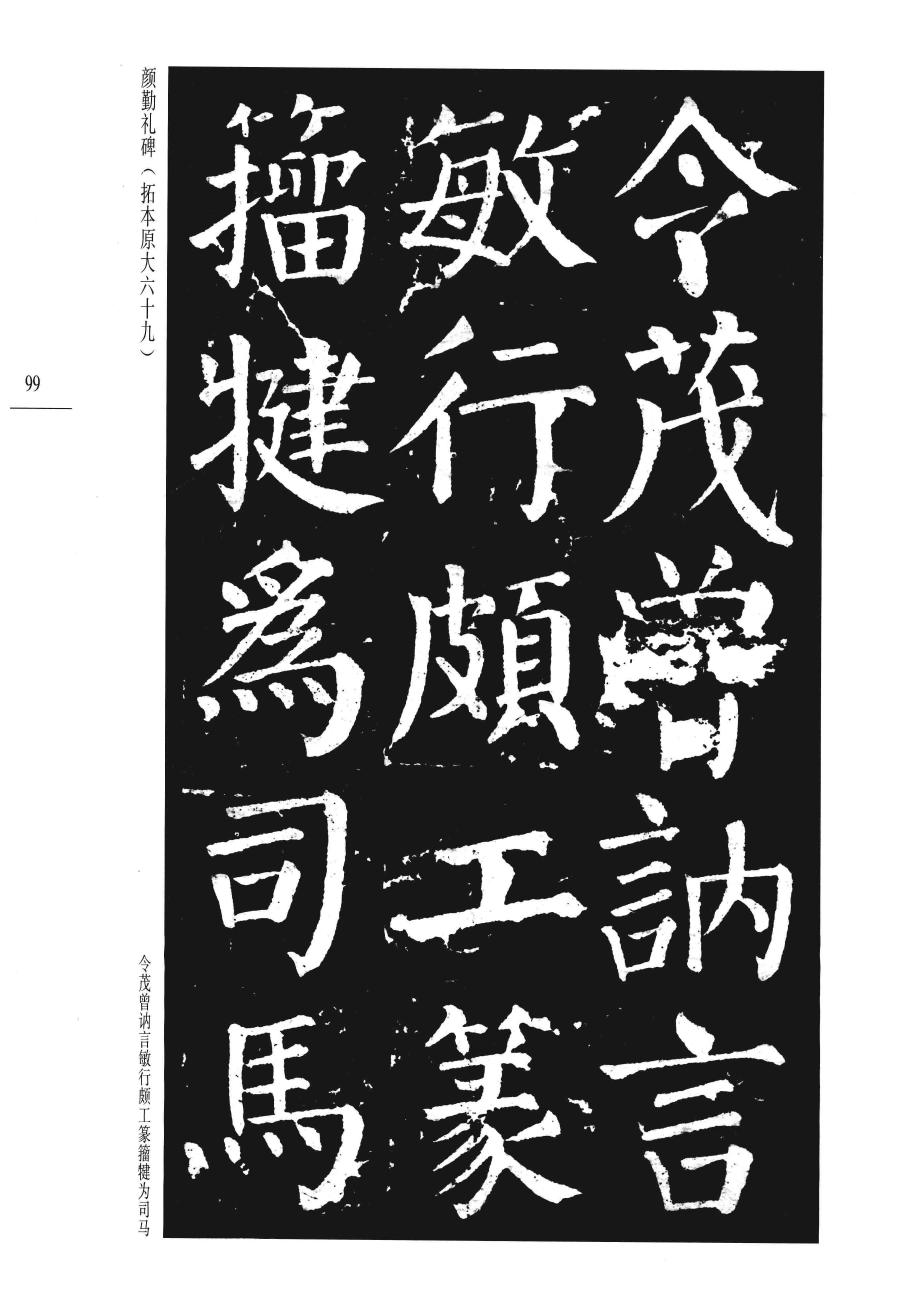 令茂曾訥言
敏行頗工篆
籀犍爲司馬
颜勤礼碑（拓本原大六十九）
令茂曾讷言敏行颇工篆籀犍为司马
99